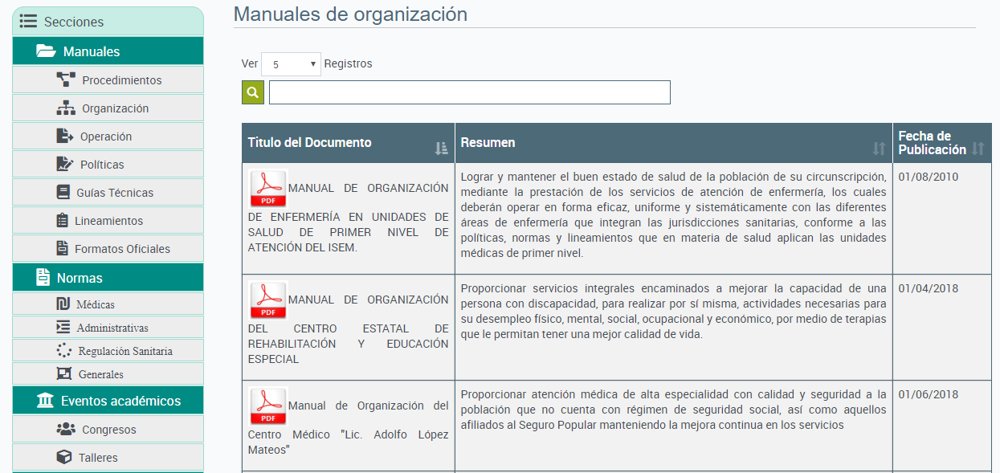 Secciones
Manuales
Procedimientos
Organización
Operación
Políticas
Guías Técnicas
Lineamientos
Formatos Oficiales
Normas
Médicas
Administrativas
Regulación Sanitaria
Generales
Eventos académicos
Congresos
Talleres
Manuales de organización
Ver 5 Registros
Titulo del Documento
Resumen
Fecha de
Publicación
PDF
MANUAL DE ORGANIZACIÓN
DE ENFERMERÍA EN UNIDADES DE
SALUD DE PRIMER NIVEL DE
ATENCIÓN DEL ISEM.
Lograr y mantener el buen estado de salud de la población de su circunscripción,
mediante la prestación de los servicios de atención de enfermería, los cuales
deberán operar en forma eficaz, uniforme y sistemáticamente con las diferentes
áreas de enfermería que integran las jurisdicciones sanitarias, conforme a las
políticas, normas y lineamientos que en materia de salud aplican las unidades
médicas de primer nivel.
01/08/2010
PDF
MANUAL DE ORGANIZACIÓN
DEL CENTRO ESTATAL DE
REHABILITACIÓN Y EDUCACIÓN
ESPECIAL
Proporcionar servicios integrales encaminados a mejorar la capacidad de una
persona con discapacidad, para realizar por sí misma, actividades necesarias para
su desempleo físico, mental, social, ocupacional y económico, por medio de terapias
que le permitan tener una mejor calidad de vida.
01/04/2018
PDF
Manual de Organización del
Centro Médico "Lic. Adolfo López
Mateos"
Proporcionar atención médica de alta especialidad con calidad y seguridad a la
población que no cuenta con régimen de seguridad social, así como aquellos
afiliados al Seguro Popular manteniendo la mejora continua en los servicios
01/06/2018